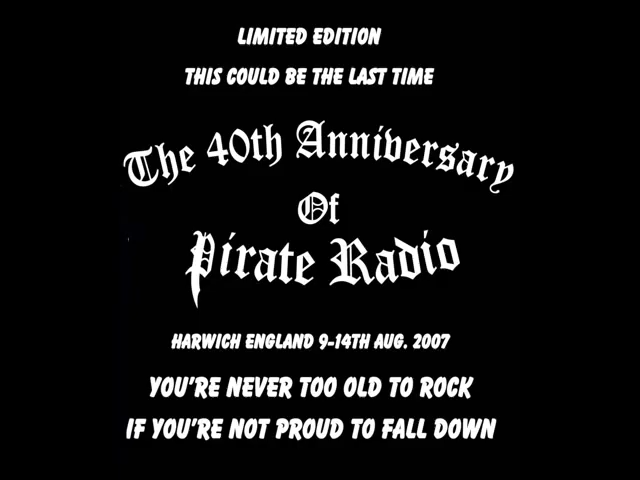 LIMITED EDITION
THIS COULD BE THE LAST TIME
The 40th Anniversary
Of
Pirate Radio
HARWICH ENGLAND 9-14TH AUG. 2007
YOU'RE NEVER TOO OLD TO ROCK
IF YOU'RE NOT PROUD TO FALL DOWN